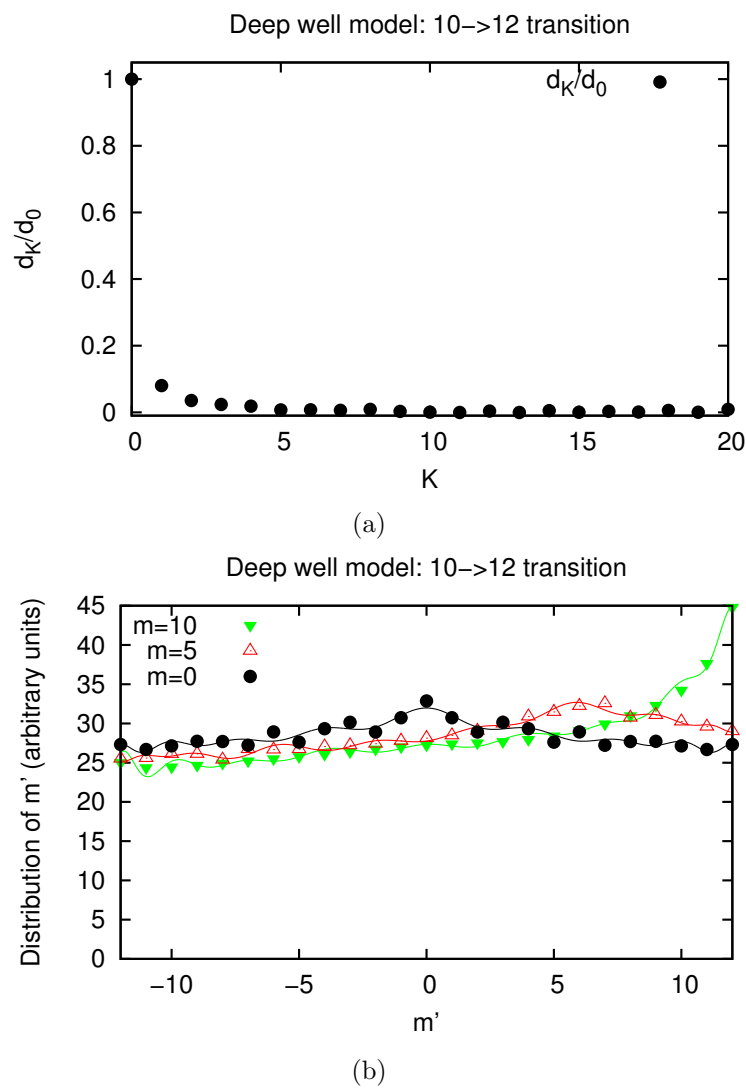 Deep well model: 10−>12 transition
d_K/d_0
1
0.8
0.6
0.4
0.2
0
d_K/d_0
0 5 10 15 20
K
(a)
Deep well model: 10−>12 transition
m=10
m=5
m=0
45
40
35
30
25
20
15
10
5
0
Distribution of m' (arbitrary units)
−10 −5 0 5 10
m'
(b)